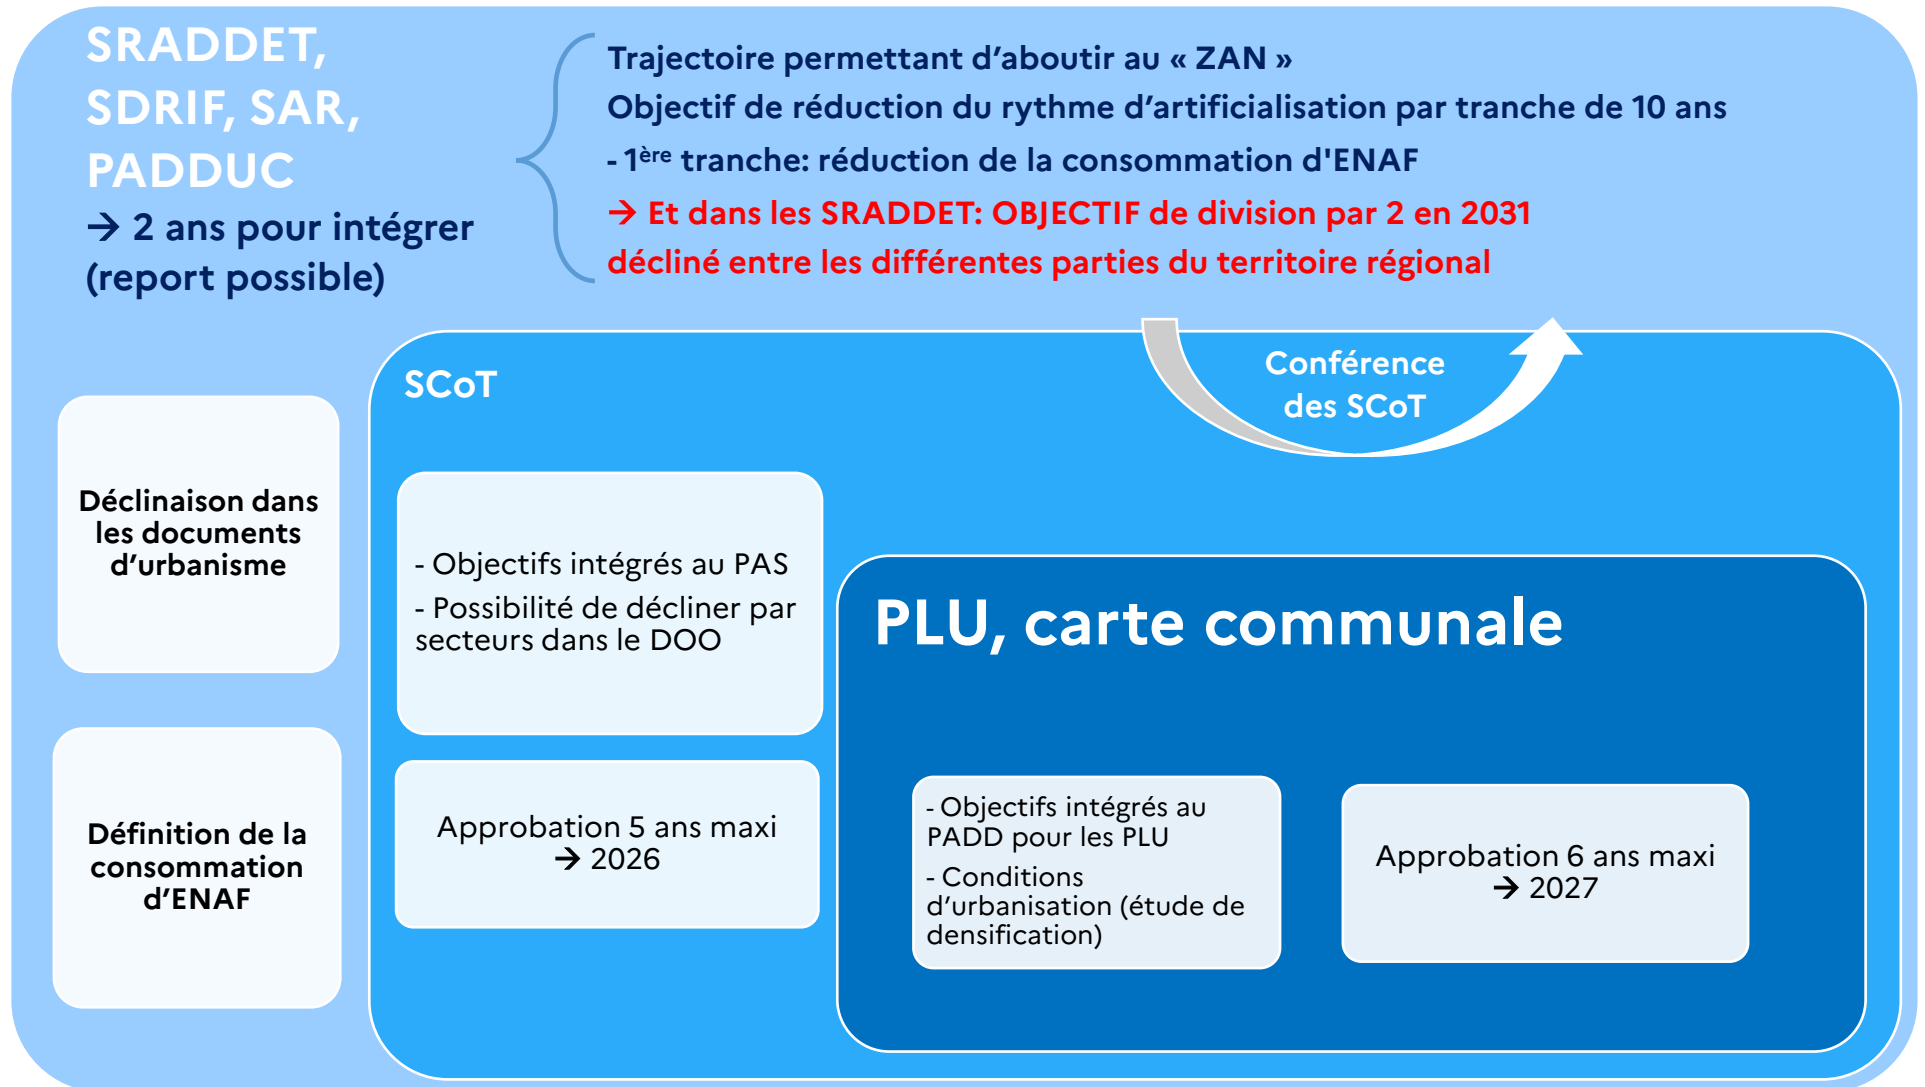 SRADDET,
SDRIF, SAR,
PADDUC
→ 2 ans pour intégrer
(report possible)
Trajectoire permettant d’aboutir au « ZAN »
Objectif de réduction du rythme d’artificialisation par tranche de 10 ans
- 1ère tranche: réduction de la consommation d'ENAF
→ Et dans les SRADDET: OBJECTIF de division par 2 en 2031
décliné entre les différentes parties du territoire régional
Conférence
des SCoT
SCoT
Déclinaison dans
les documents
d’urbanisme
- Objectifs intégrés au PAS
- Possibilité de décliner par
secteurs dans le DOO
PLU, carte communale
Définition de la
consommation
d’ENAF
Approbation 5 ans maxi
→ 2026
- Objectifs intégrés au
PADD pour les PLU
- Conditions
d’urbanisation (étude de
densification)
Approbation 6 ans maxi
→ 2027